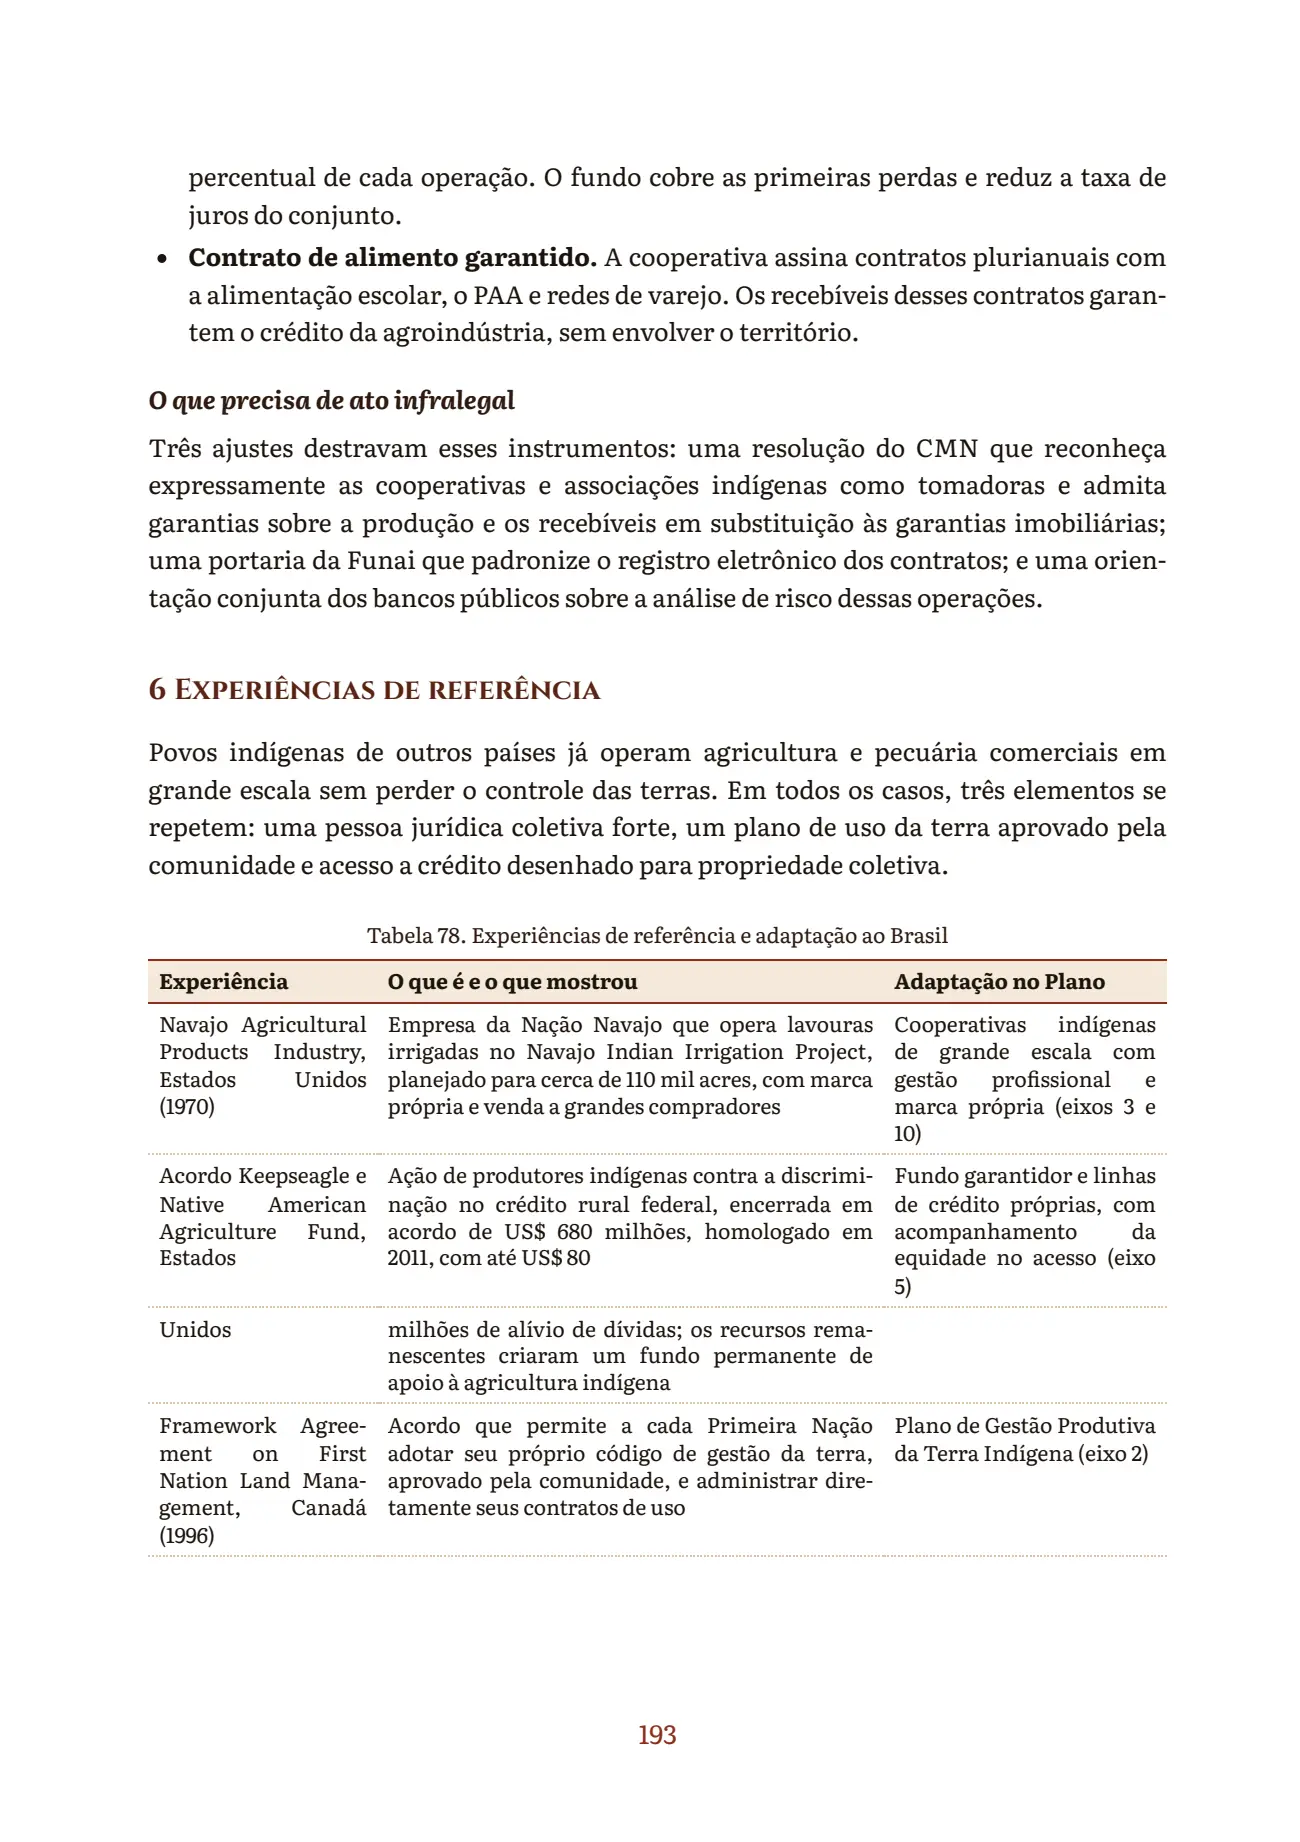 percentual de cada operação. O fundo cobre as primeiras perdas e reduz a taxa de
juros do conjunto.
• Contrato de alimento garantido. A cooperativa assina contratos plurianuais com
a alimentação escolar, o PAA e redes de varejo. Os recebíveis desses contratos garan-
tem o crédito da agroindústria, sem envolver o território.
O que precisa de ato infralegal
Três ajustes destravam esses instrumentos: uma resolução do CMN que reconheça
expressamente as cooperativas e associações indígenas como tomadoras e admita
garantias sobre a produção e os recebíveis em substituição às garantias imobiliárias;
uma portaria da Funai que padronize o registro eletrônico dos contratos; e uma orien-
tação conjunta dos bancos públicos sobre a análise de risco dessas operações.
6 Experiências de referência
Povos indígenas de outros países já operam agricultura e pecuária comerciais em
grande escala sem perder o controle das terras. Em todos os casos, três elementos se
repetem: uma pessoa jurídica coletiva forte, um plano de uso da terra aprovado pela
comunidade e acesso a crédito desenhado para propriedade coletiva.
Tabela 78. Experiências de referência e adaptação ao Brasil
Experiência O que é e o que mostrou Adaptação no Plano
Navajo Agricultural
Products Industry,
Estados Unidos
(1970)
Empresa da Nação Navajo que opera lavouras
irrigadas no Navajo Indian Irrigation Project,
planejado para cerca de 110 mil acres, com marca
própria e venda a grandes compradores
Cooperativas indígenas
de grande escala com
gestão profissional e
marca própria (eixos 3 e
10)
Acordo Keepseagle e
Native American
Agriculture Fund,
Estados
Ação de produtores indígenas contra a discrimi-
nação no crédito rural federal, encerrada em
acordo de US$ 680 milhões, homologado em
2011, com até US$ 80
Fundo garantidor e linhas
de crédito próprias, com
acompanhamento da
equidade no acesso (eixo
5)
Unidos
milhões de alívio de dívidas; os recursos rema-
nescentes criaram um fundo permanente de
apoio à agricultura indígena
Framework Agree-
ment on First
Nation Land Mana-
gement, Canadá
(1996)
Acordo que permite a cada Primeira Nação
adotar seu próprio código de gestão da terra,
aprovado pela comunidade, e administrar dire-
tamente seus contratos de uso
Plano de Gestão Produtiva
da Terra Indígena (eixo 2)
193